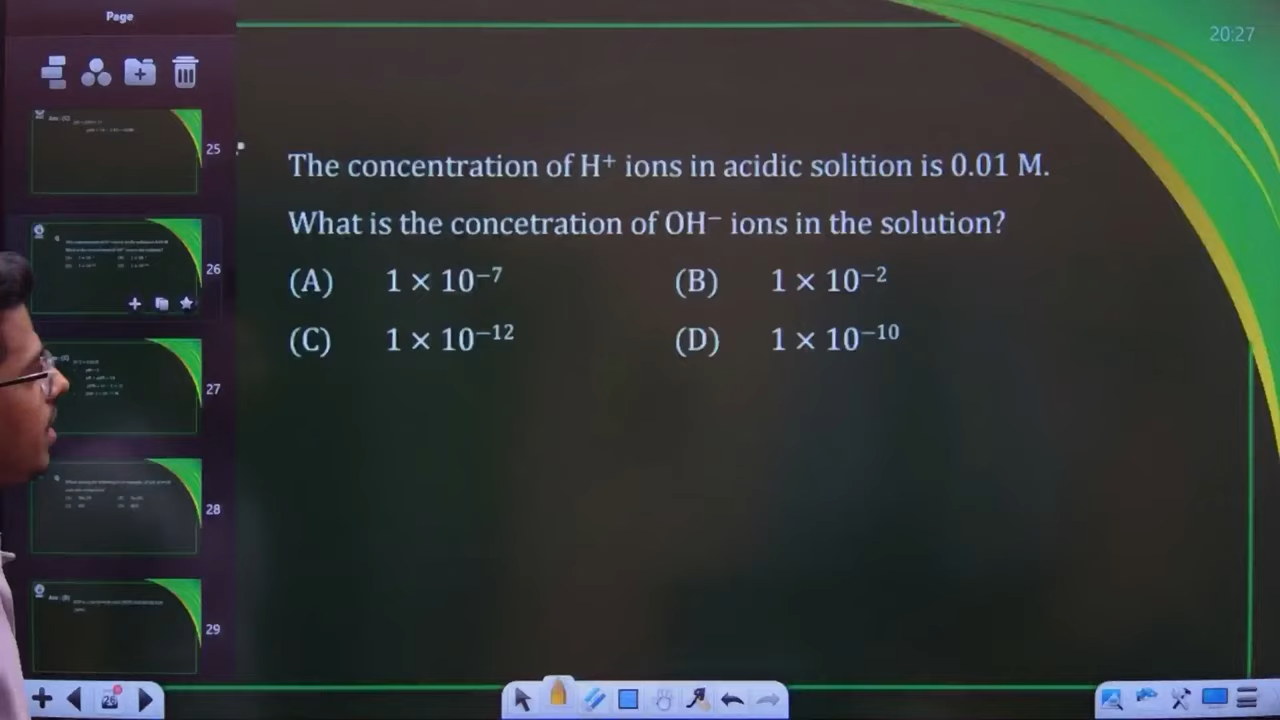 Page
20:27
25
26
27
28
29
The concentration of H⁺ ions in acidic solition is 0.01 M.
What is the concetration of OH⁻ ions in the solution?
(A) 1 × 10⁻⁷ (B) 1 × 10⁻²
(C) 1 × 10⁻¹² (D) 1 × 10⁻¹⁰